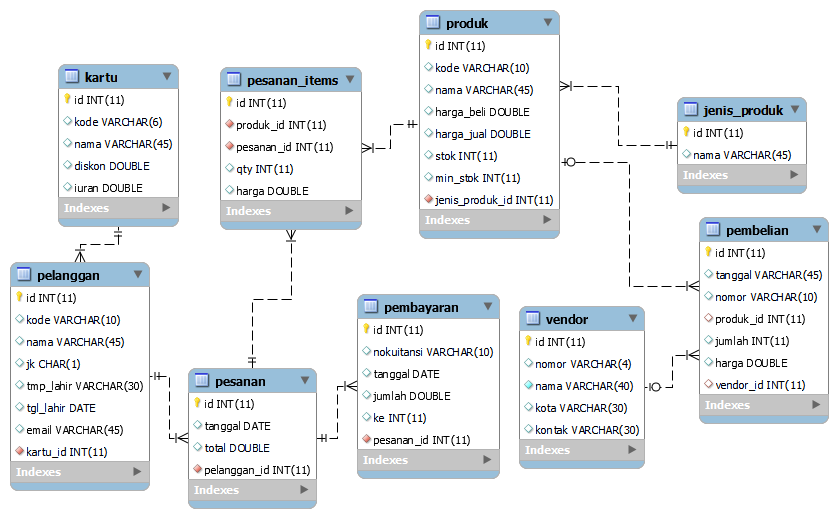 kartu
id INT(11)
kode VARCHAR(6)
nama VARCHAR(45)
diskon DOUBLE
iuran DOUBLE
Indexes
pesanan_items
id INT(11)
produk_id INT(11)
pesanan_id INT(11)
qty INT(11)
harga DOUBLE
Indexes
produk
id INT(11)
kode VARCHAR(10)
nama VARCHAR(45)
harga_beli DOUBLE
harga_jual DOUBLE
stok INT(11)
min_stok INT(11)
jenis_produk_id INT(11)
Indexes
jenis_produk
id INT(11)
nama VARCHAR(45)
Indexes
pelanggan
id INT(11)
kode VARCHAR(10)
nama VARCHAR(45)
jk CHAR(1)
tmp_lahir VARCHAR(30)
tgl_lahir DATE
email VARCHAR(45)
kartu_id INT(11)
Indexes
pesanan
id INT(11)
tanggal DATE
total DOUBLE
pelanggan_id INT(11)
Indexes
pembayaran
id INT(11)
nokuitansi VARCHAR(10)
tanggal DATE
jumlah DOUBLE
ke INT(11)
pesanan_id INT(11)
Indexes
vendor
id INT(11)
nomor VARCHAR(4)
nama VARCHAR(40)
kota VARCHAR(30)
kontak VARCHAR(30)
Indexes
pembelian
id INT(11)
tanggal VARCHAR(45)
nomor VARCHAR(10)
produk_id INT(11)
jumlah INT(11)
harga DOUBLE
vendor_id INT(11)
Indexes